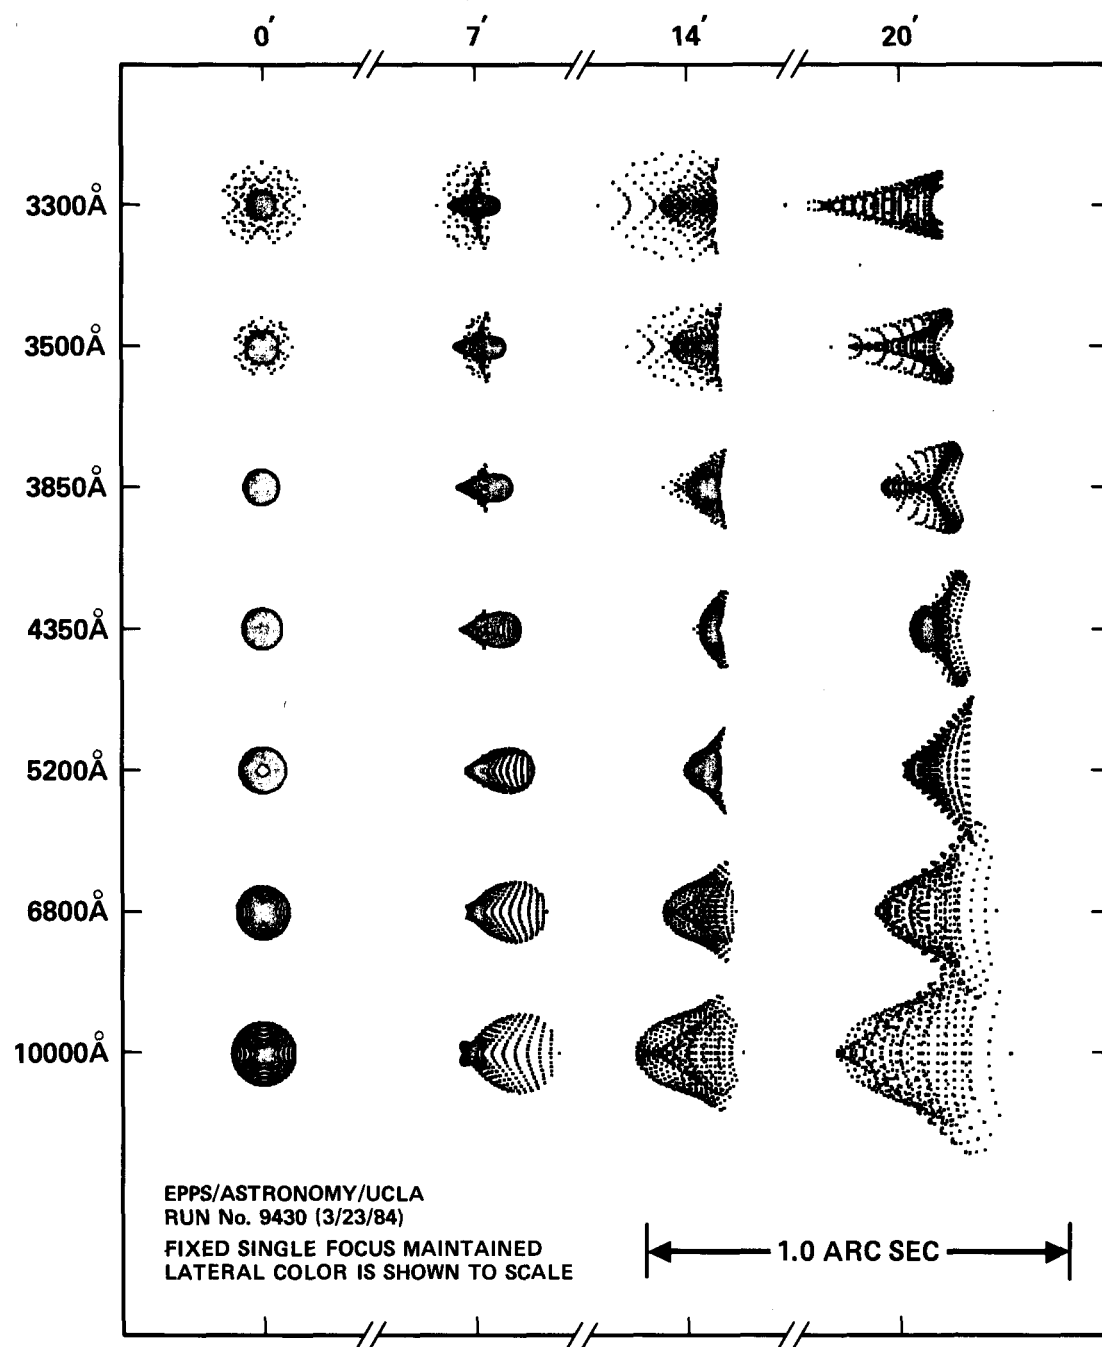 0′ 7′ 14′ 20′
3300Å
3500Å
3850Å
4350Å
5200Å
6800Å
10000Å
EPPS/ASTRONOMY/UCLA
RUN No. 9430 (3/23/84)
FIXED SINGLE FOCUS MAINTAINED
LATERAL COLOR IS SHOWN TO SCALE
1.0 ARC SEC